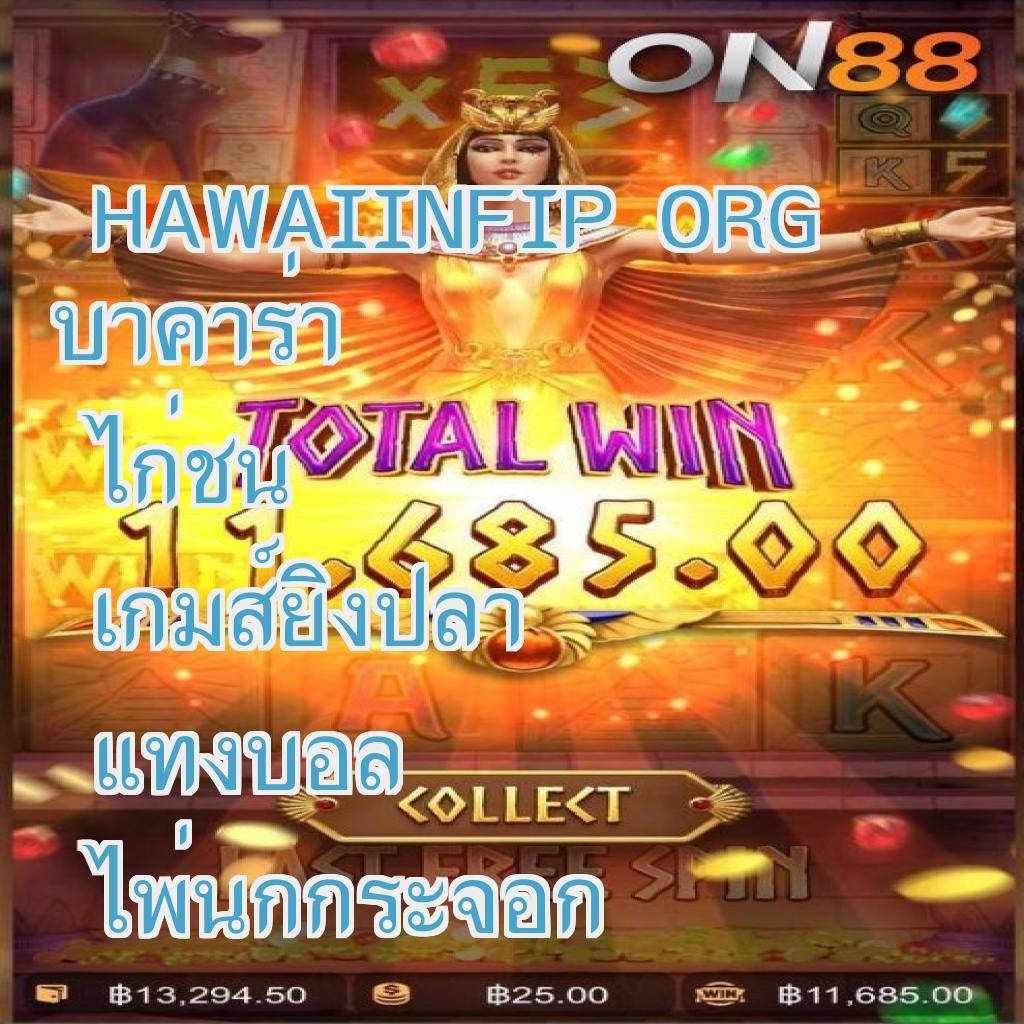 ON88
x53
Q
K 5
HAWAIINFIP ORG
บาคาร่า
TOTAL WIN
ไก่ชน
11,685.00
เกมส์ยิงปลา
A K
แทงบอล
COLLECT
LAST FREE SPIN
ไพ่นกกระจอก
฿13,294.50 ฿25.00 WIN ฿11,685.00